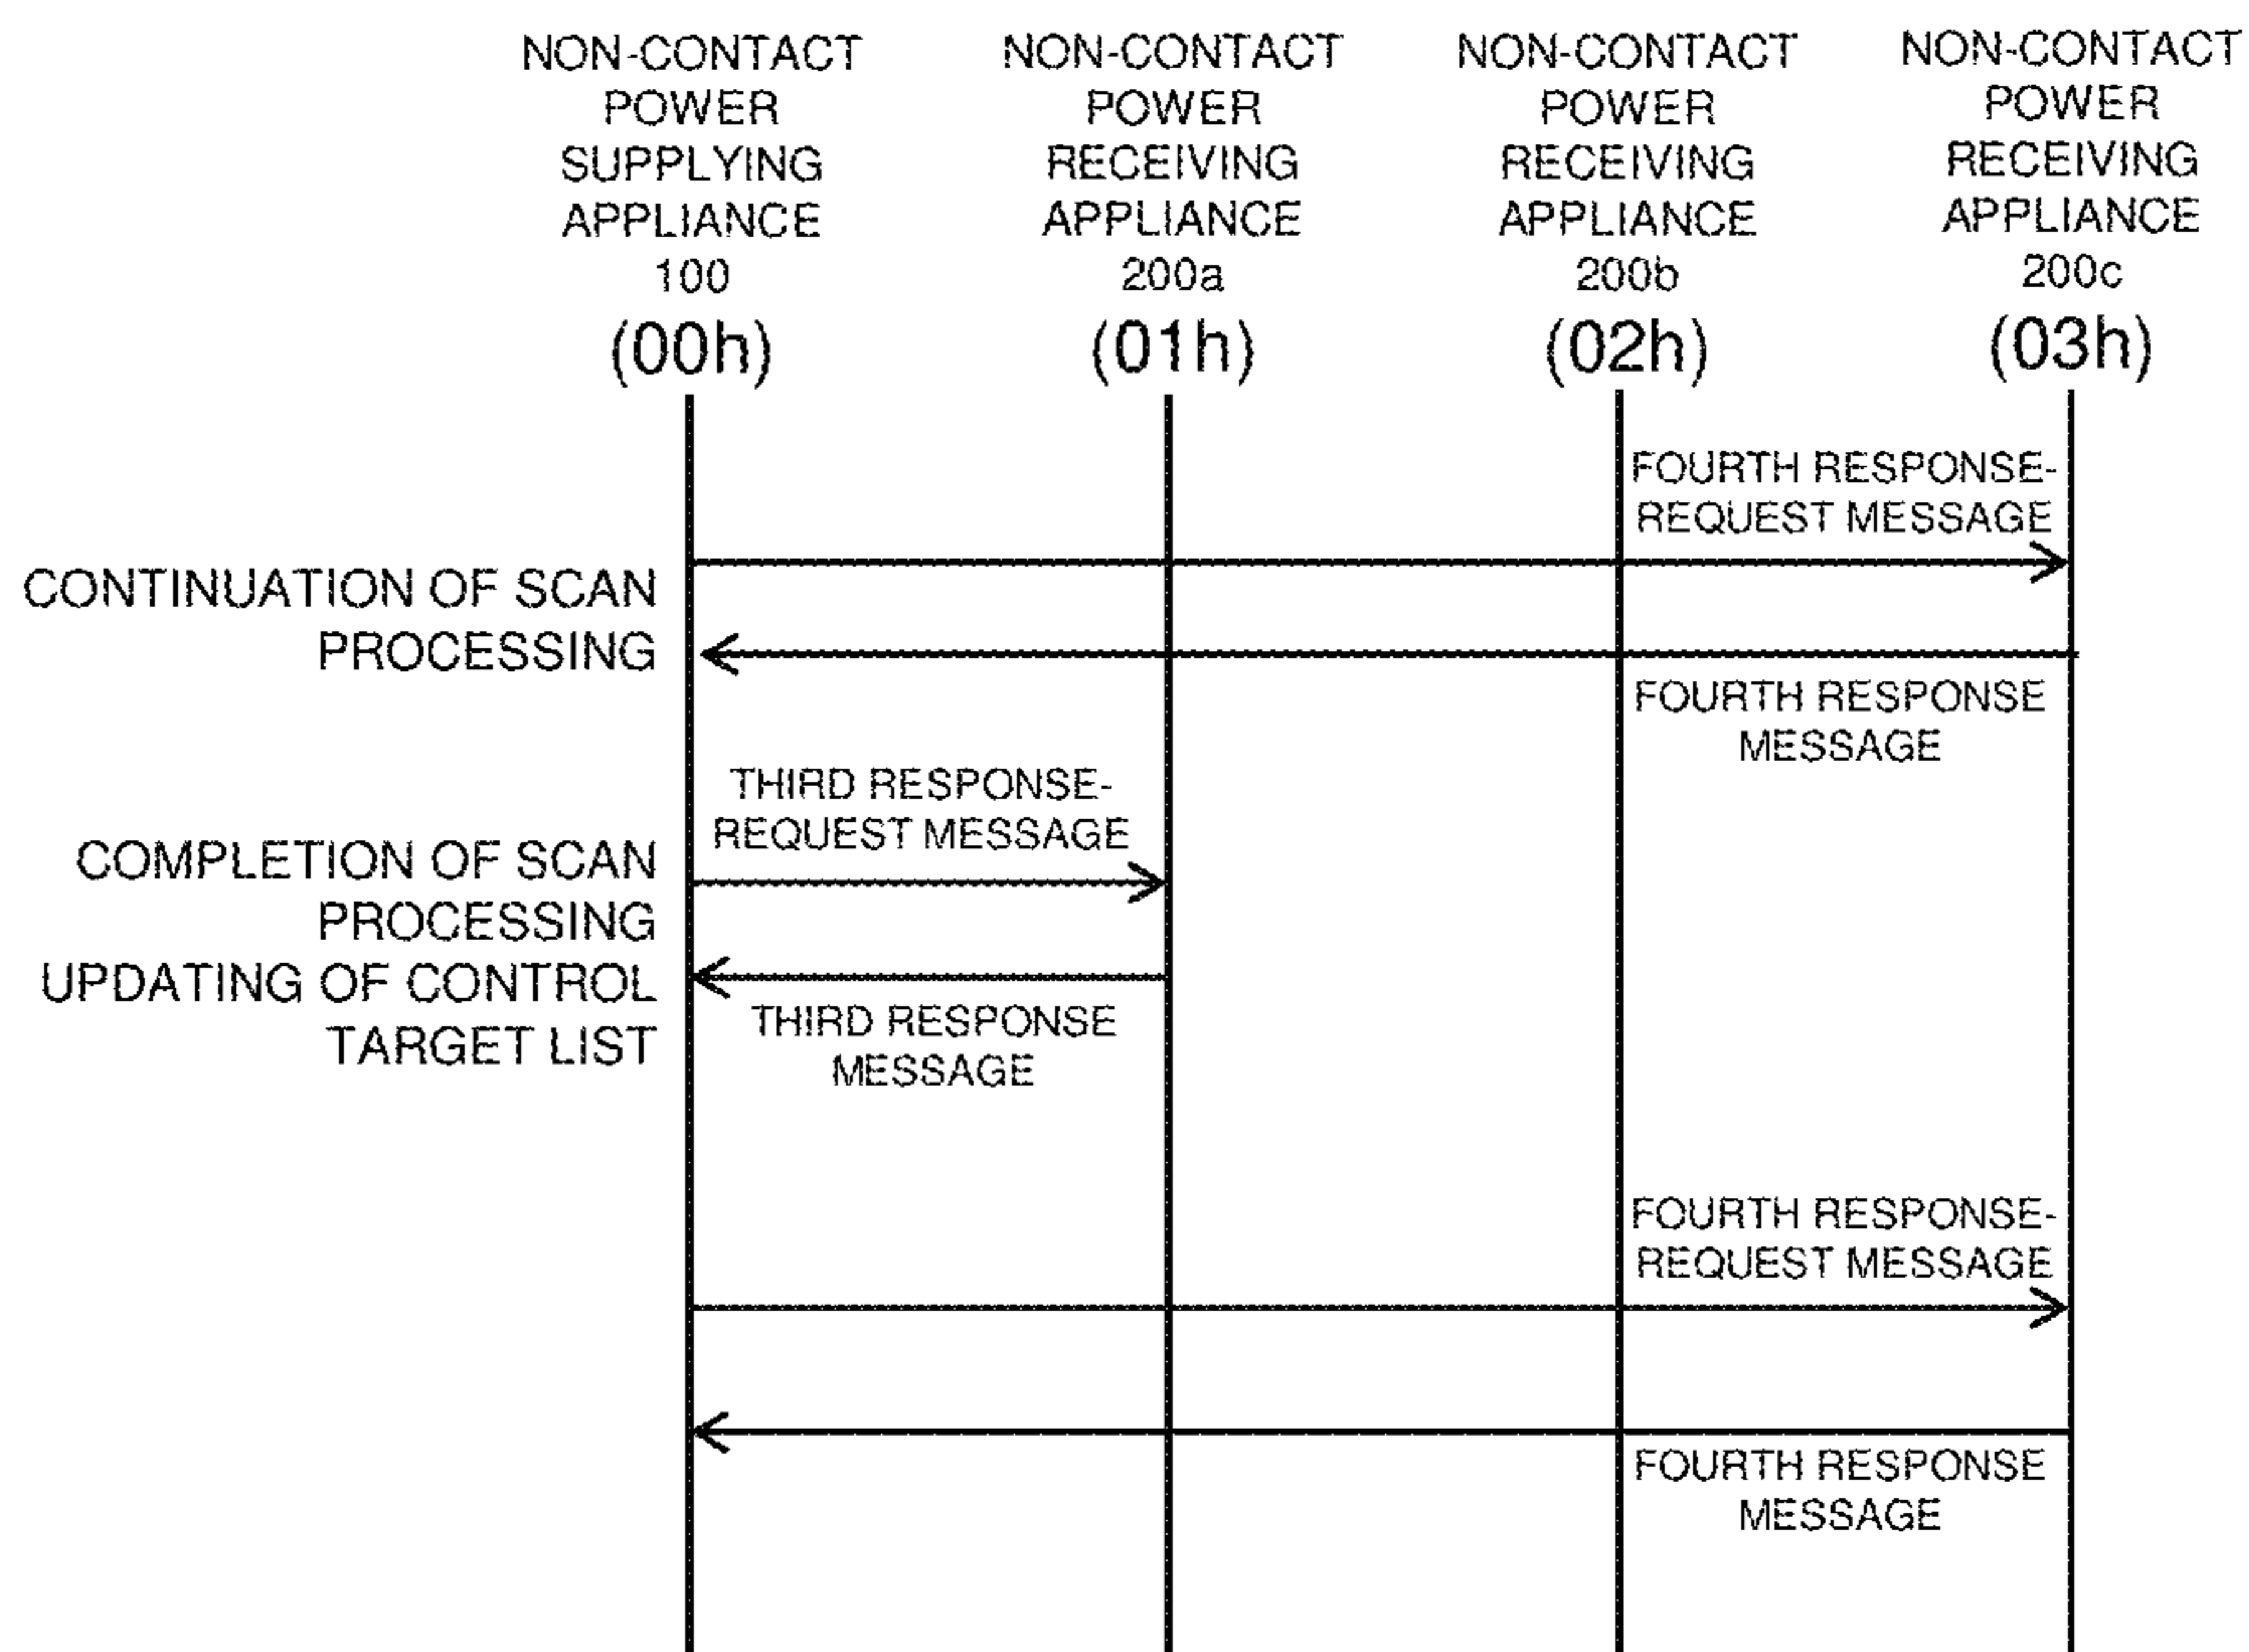 NON-CONTACT
POWER
SUPPLYING
APPLIANCE
100
(00h)
NON-CONTACT
POWER
RECEIVING
APPLIANCE
200a
(01h)
NON-CONTACT
POWER
RECEIVING
APPLIANCE
200b
(02h)
NON-CONTACT
POWER
RECEIVING
APPLIANCE
200c
(03h)
FOURTH RESPONSE-
REQUEST MESSAGE
CONTINUATION OF SCAN
PROCESSING
FOURTH RESPONSE
MESSAGE
THIRD RESPONSE-
REQUEST MESSAGE
COMPLETION OF SCAN
PROCESSING
UPDATING OF CONTROL
TARGET LIST
THIRD RESPONSE
MESSAGE
FOURTH RESPONSE-
REQUEST MESSAGE
FOURTH RESPONSE
MESSAGE